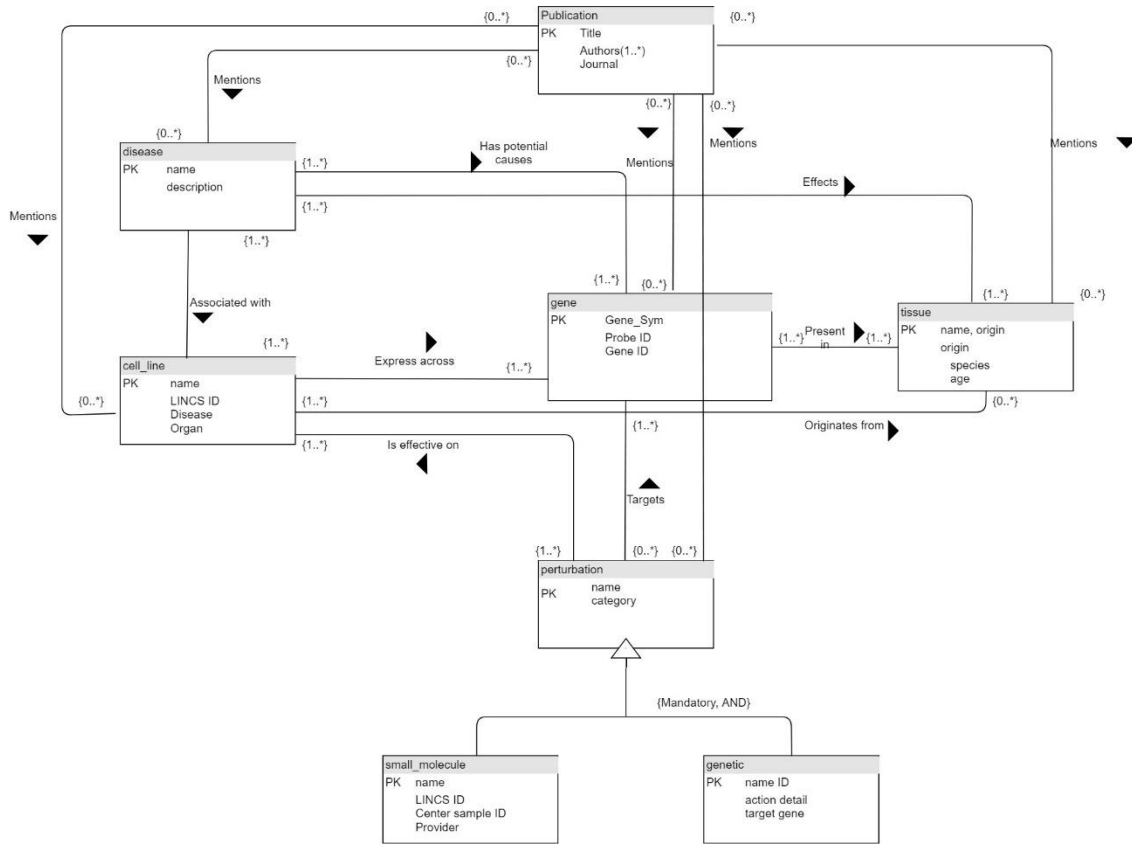 {0..*}
Publication
{0..*}
PK Title
Authors(1..*)
Journal
{0..*}
Mentions
{0..*}
{0..*}
{0..*}
disease
PK name
description
Has potential
causes
{1..*}
Mentions
Mentions
Mentions
Effects
{1..*}
Mentions
{1..*}
Associated with
{1..*}
{0..*}
gene
PK Gene_Sym
Probe ID
Gene ID
{1..*}
{0..*}
tissue
PK name, origin
origin
species
age
Present
in
{1..*}
{1..*}
{1..*}
Express across
{1..*}
cell_line
PK name
LINCS ID
Disease
Organ
{0..*}
{1..*}
{0..*}
Originates from
{1..*}
Is effective on
{1..*}
Targets
{1..*}
{0..*}
{0..*}
perturbation
PK name
category
{Mandatory, AND}
small_molecule
PK name
LINCS ID
Center sample ID
Provider
genetic
PK name ID
action detail
target gene